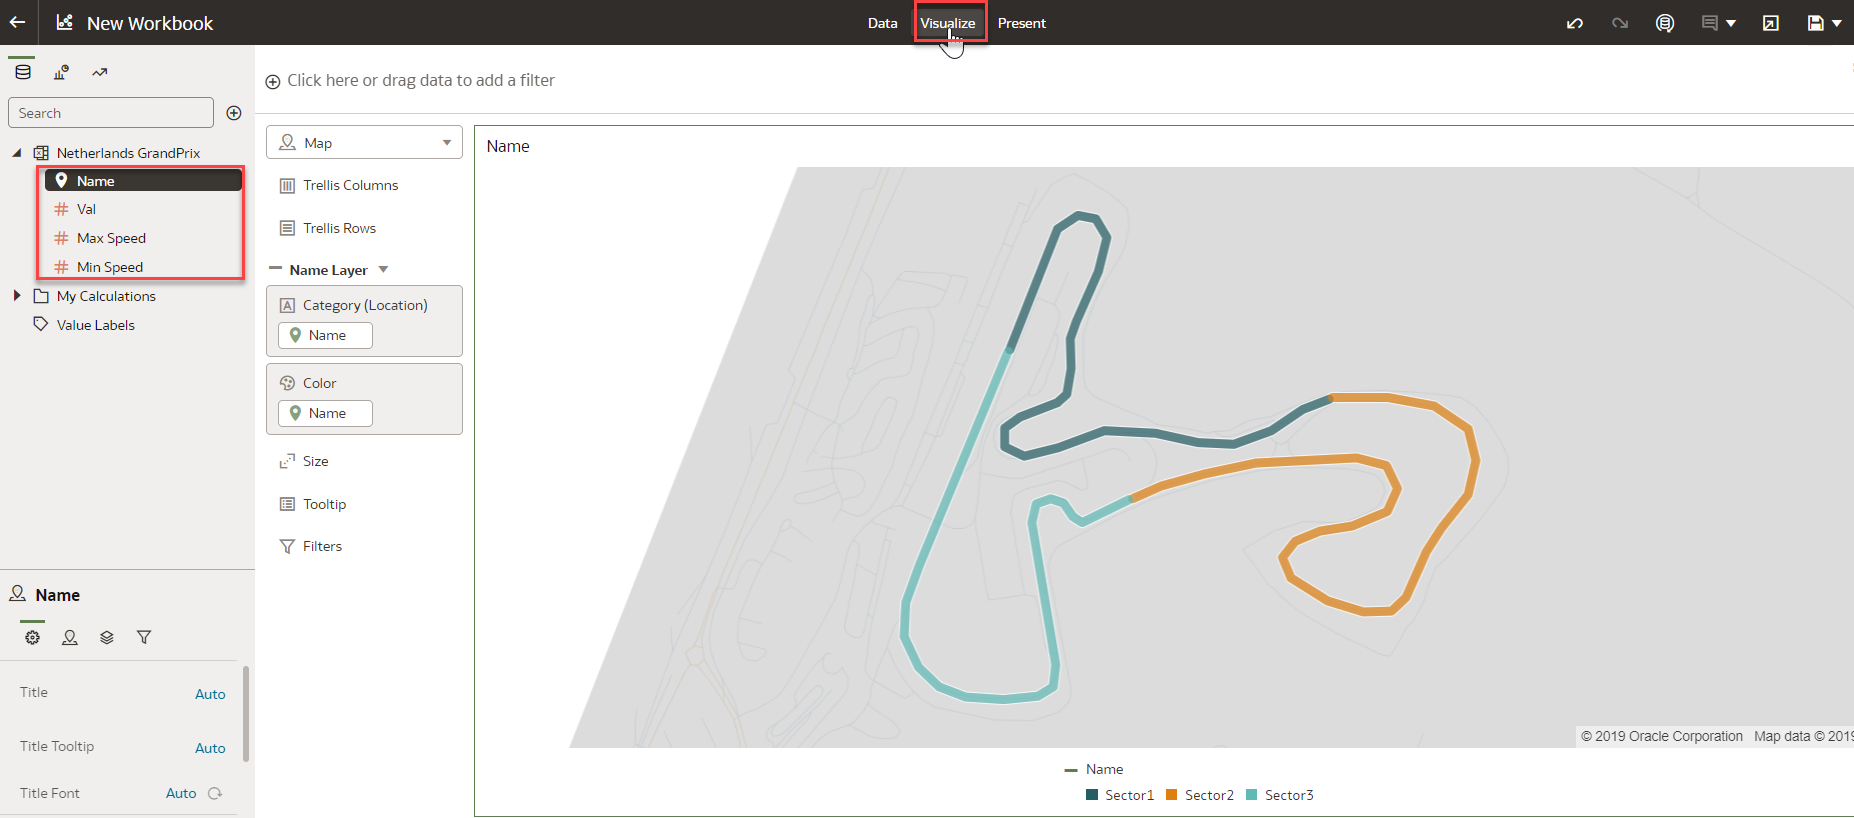 New Workbook
Data Visualize Present
Click here or drag data to add a filter
Search
Netherlands GrandPrix
Name
Val
Max Speed
Min Speed
My Calculations
Value Labels
Map
Trellis Columns
Trellis Rows
Name Layer
Category (Location)
Name
Color
Name
Size
Tooltip
Filters
Name
Title Auto
Title Tooltip Auto
Title Font Auto
Name
© 2019 Oracle Corporation Map data © 2019
Name
Sector1 Sector2 Sector3